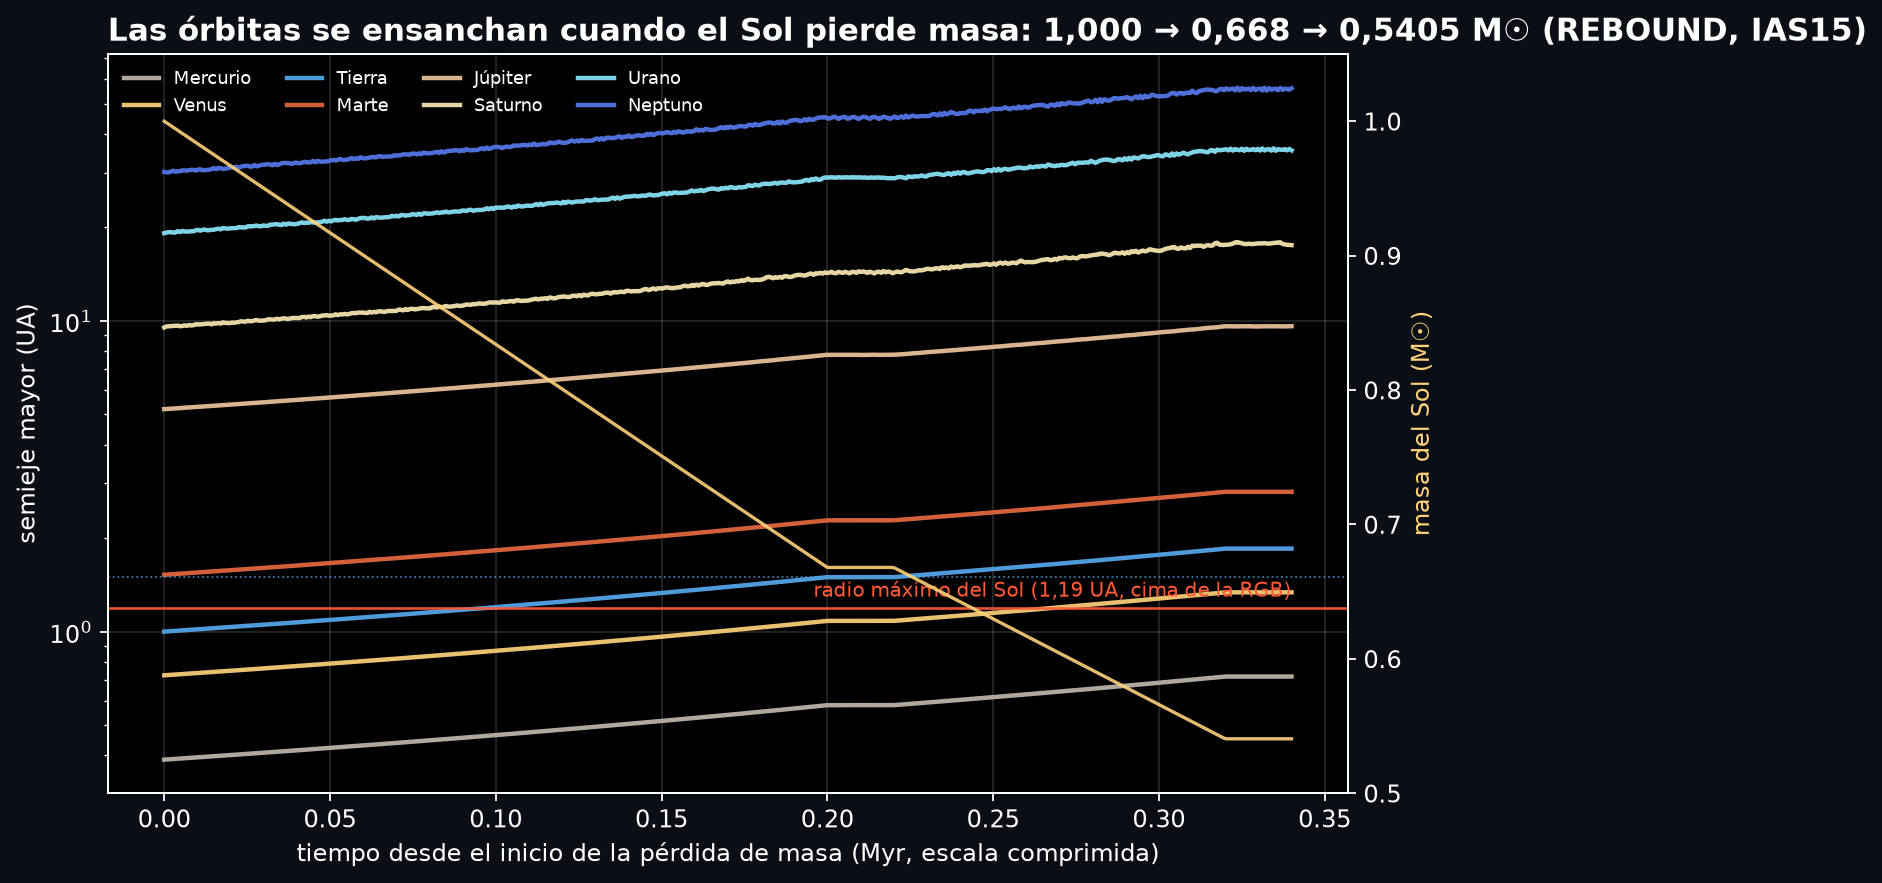 Las órbitas se ensanchan cuando el Sol pierde masa: 1,000 → 0,668 → 0,5405 M☉ (REBOUND, IAS15)
Mercurio
Venus
Tierra
Marte
Júpiter
Saturno
Urano
Neptuno
semieje mayor (UA)
10¹
10⁰
radio máximo del Sol (1,19 UA, cima de la RGB)
1.0
0.9
0.8
0.7
0.6
0.5
masa del Sol (M☉)
0.00 0.05 0.10 0.15 0.20 0.25 0.30 0.35
tiempo desde el inicio de la pérdida de masa (Myr, escala comprimida)